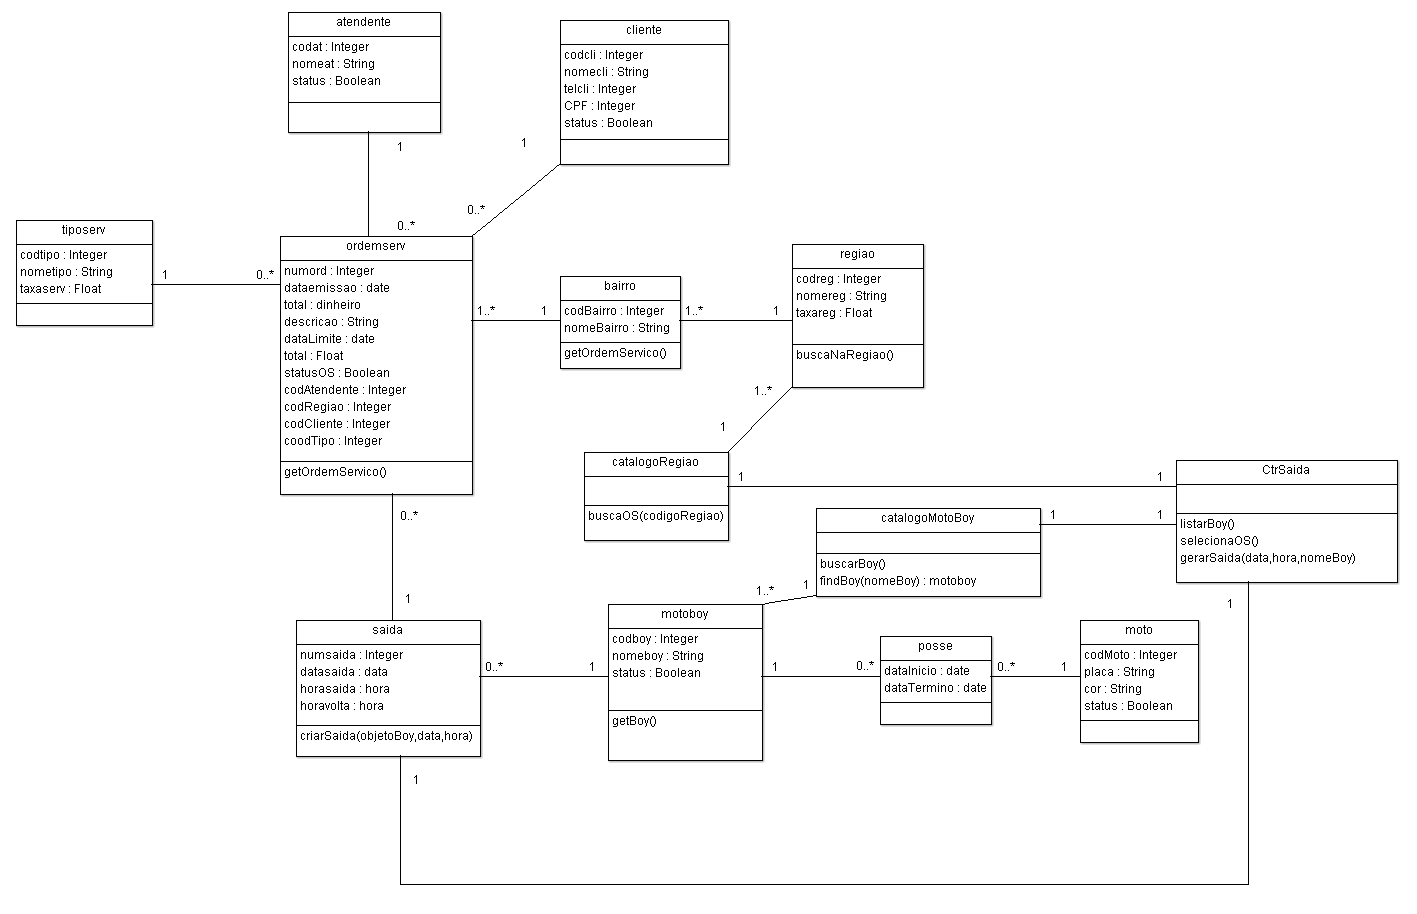 atendente
codat : Integer
nomeat : String
status : Boolean
1
0..*
cliente
codcli : Integer
nomecli : String
telcli : Integer
CPF : Integer
status : Boolean
1
0..*
tiposerv
codtipo : Integer
nometipo : String
taxaserv : Float
1
0..*
ordemserv
numord : Integer
dataemissao : date
total : dinheiro
descricao : String
dataLimite : date
total : Float
statusOS : Boolean
codAtendente : Integer
codRegiao : Integer
codCliente : Integer
coodTipo : Integer
getOrdemServico()
1..*
1
bairro
codBairro : Integer
nomeBairro : String
getOrdemServico()
1..*
1
regiao
codreg : Integer
nomereg : String
taxareg : Float
buscaNaRegiao()
1..*
1
catalogoRegiao
buscaOS(codigoRegiao)
1
1
CtrSaida
listarBoy()
selecionaOS()
gerarSaida(data,hora,nomeBoy)
catalogoMotoBoy
buscarBoy()
findBoy(nomeBoy) : motoboy
1
1
1
1..*
0..*
1
saida
numsaida : Integer
datasaida : data
horasaida : hora
horavolta : hora
criarSaida(objetoBoy,data,hora)
0..*
1
motoboy
codboy : Integer
nomeboy : String
status : Boolean
getBoy()
1
0..*
posse
dataInicio : date
dataTermino : date
0..*
1
moto
codMoto : Integer
placa : String
cor : String
status : Boolean
1
1